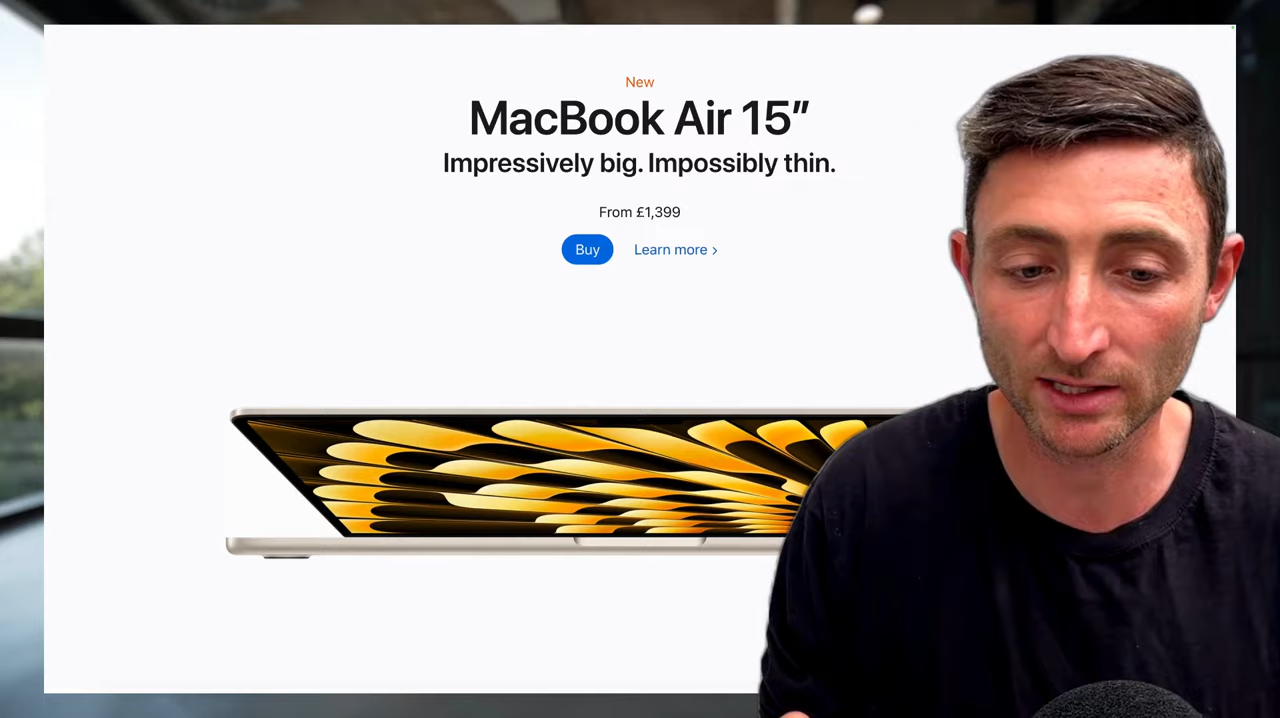 New
MacBook Air 15″
Impressively big. Impossibly thin.
From £1,399
Buy
Learn more ›